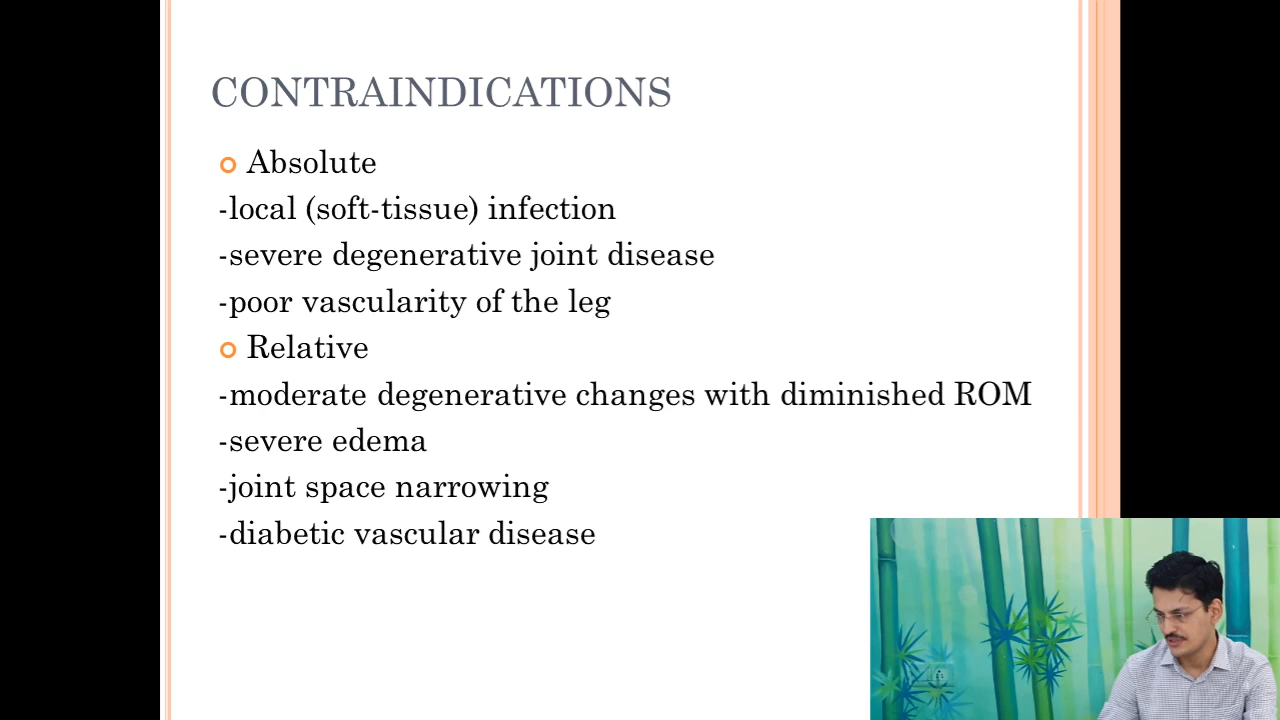 CONTRAINDICATIONS
Absolute
-local (soft-tissue) infection
-severe degenerative joint disease
-poor vascularity of the leg
Relative
-moderate degenerative changes with diminished ROM
-severe edema
-joint space narrowing
-diabetic vascular disease